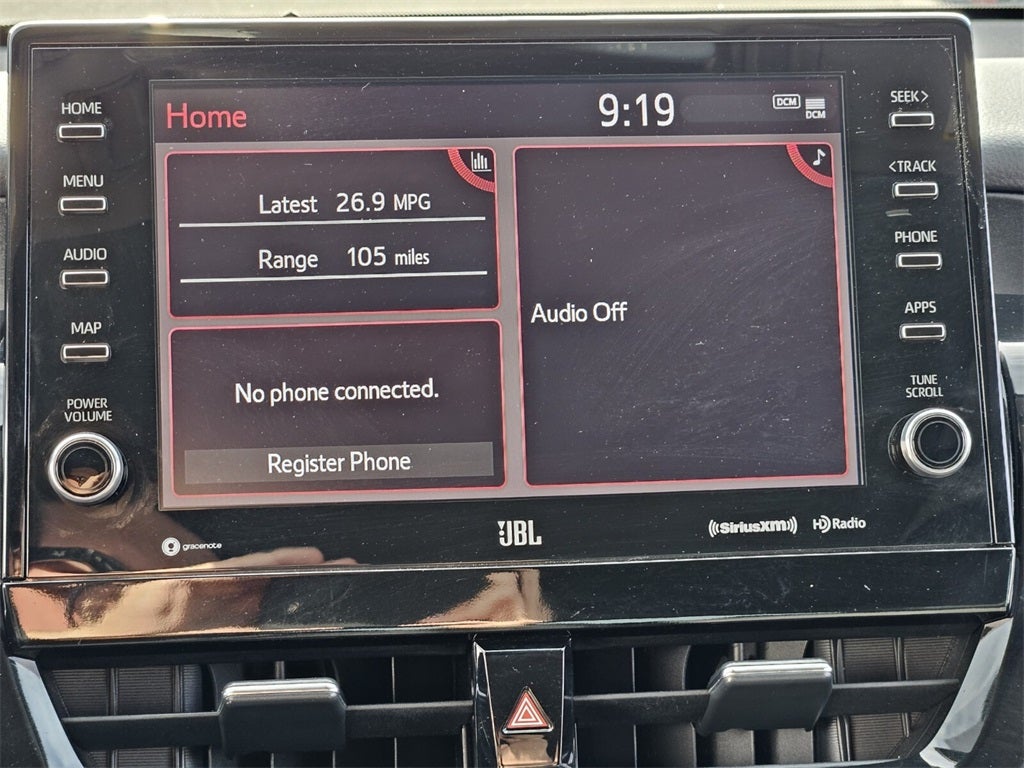 HOME
MENU
AUDIO
MAP
POWER
VOLUME
Home
9:19
DCM
DCM
Latest 26.9 MPG
Range 105 miles
No phone connected.
Register Phone
Audio Off
SEEK>
<TRACK
PHONE
APPS
TUNE
SCROLL
gracenote
JBL
((SiriusXM))
HD Radio